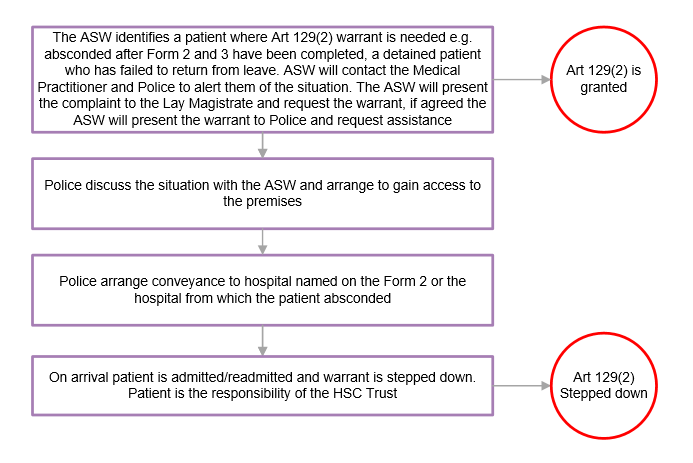 The ASW identifies a patient where Art 129(2) warrant is needed e.g.
absconded after Form 2 and 3 have been completed, a detained patient
who has failed to return from leave. ASW will contact the Medical
Practitioner and Police to alert them of the situation. The ASW will present
the complaint to the Lay Magistrate and request the warrant, if agreed the
ASW will present the warrant to Police and request assistance
Art 129(2) is
granted
Police discuss the situation with the ASW and arrange to gain access to
the premises
Police arrange conveyance to hospital named on the Form 2 or the
hospital from which the patient absconded
On arrival patient is admitted/readmitted and warrant is stepped down.
Patient is the responsibility of the HSC Trust
Art 129(2)
Stepped down